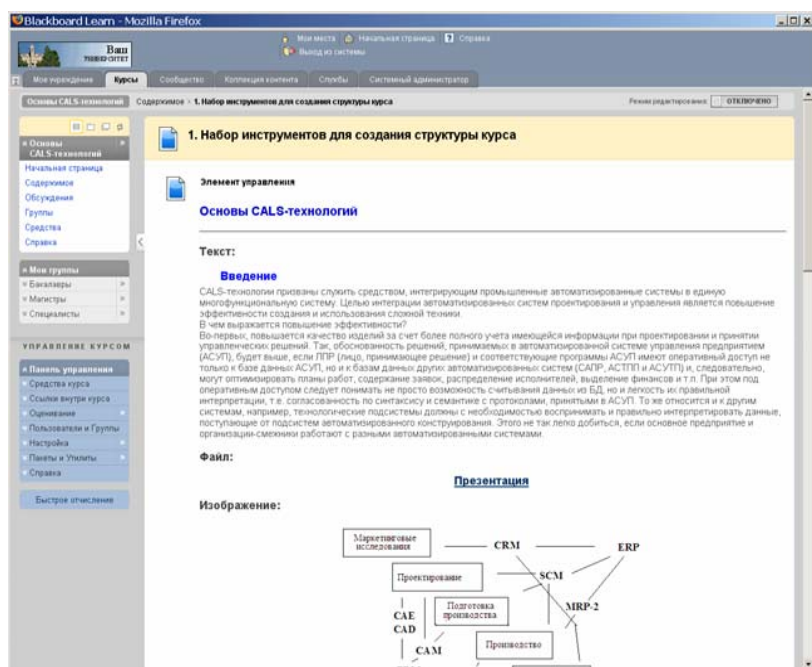 Blackboard Learn - Mozilla Firefox
Мои места Начальная страница ? Справка
Выход из системы
Ваш
УНИВЕРСИТЕТ
Мое учреждение Курсы Сообщество Коллекция контента Службы Системный администратор
Основы CALS-технологий Содержимое > 1. Набор инструментов для создания структуры курса Режим редактирования: ОТКЛЮЧЕНО
1. Набор инструментов для создания структуры курса
Основы
CALS-технологий
Начальная страница
Содержимое
Обсуждения
Группы
Средства
Справка
Мои группы
Бакалавры
Магистры
Специалисты
УПРАВЛЕНИЕ КУРСОМ
Панель управления
Средства курса
Ссылки внутри курса
Оценивание
Пользователи и Группы
Настройка
Пакеты и Утилиты
Справка
Быстрое отчисление
Элемент управления
Основы CALS-технологий
Текст:
Введение
CALS-технологии призваны служить средством, интегрирующим промышленные автоматизированные системы в единую
многофункциональную систему. Целью интеграции автоматизированных систем проектирования и управления является повышение
эффективности создания и использования сложной техники.
В чем выражается повышение эффективности?
Во-первых, повышается качество изделий за счет более полного учета имеющейся информации при проектировании и принятии
управленческих решений. Так, обоснованность решений, принимаемых в автоматизированной системе управления предприятием
(АСУП), будет выше, если ЛПР (лицо, принимающее решение) и соответствующие программы АСУП имеют оперативный доступ не
только к базе данных АСУП, но и к базам данных других автоматизированных систем (САПР, АСТПП и АСУТП) и, следовательно,
могут оптимизировать планы работ, содержание заявок, распределение исполнителей, выделение финансов и т.п. При этом под
оперативным доступом следует понимать не просто возможность считывания данных из БД, но и легкость их правильной
интерпретации, т.е. согласованность по синтаксису и семантике с протоколами, принятыми в АСУП. То же относится и к другим
системам, например, технологические подсистемы должны с необходимостью воспринимать и правильно интерпретировать данные,
поступающие от подсистем автоматизированного конструирования. Этого не так легко добиться, если основное предприятие и
организации-смежники работают с разными автоматизированными системами.
Файл:
Презентация
Изображение:
Маркетинговые
исследования
CRM
ERP
Проектирование
SCM
Подготовка
производства
MRP-2
CAE
CAD
CAM
Производство